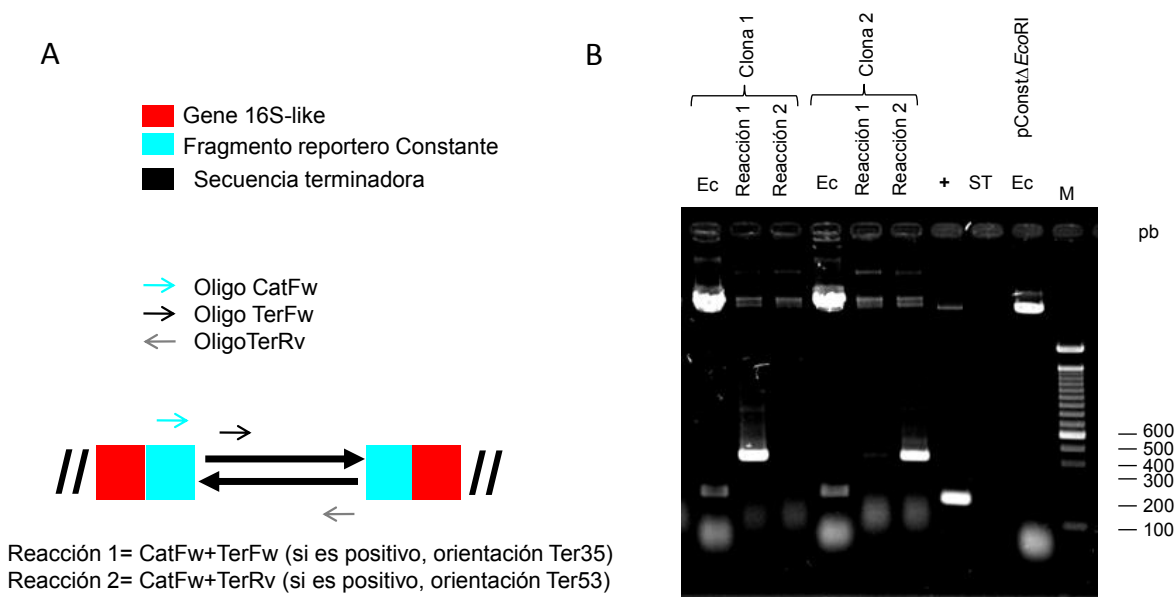 A
Gene 16S-like
Fragmento reportero Constante
Secuencia terminadora
Oligo CatFw
Oligo TerFw
OligoTerRv
//
//
Reacción 1= CatFw+TerFw (si es positivo, orientación Ter35)
Reacción 2= CatFw+TerRv (si es positivo, orientación Ter53)
B
Clona 1
Clona 2
pConstΔEcoRI
Ec
Reacción 1
Reacción 2
Ec
Reacción 1
Reacción 2
+
ST
Ec
M
pb
600
500
400
300
200
100